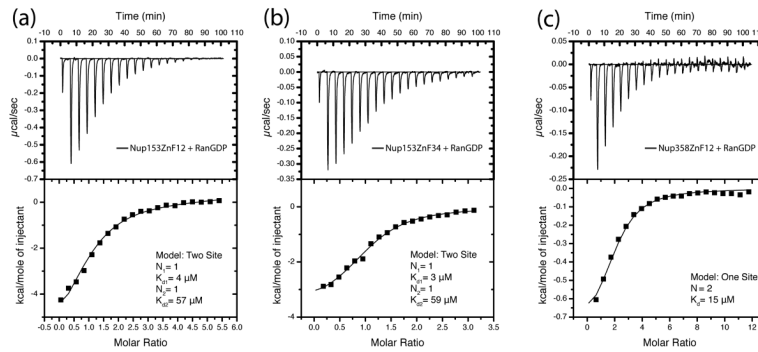 (a)
Time (min)
-10 0 10 20 30 40 50 60 70 80 90 100 110
0.1
0.0
-0.1
-0.2
-0.3
-0.4
-0.5
-0.6
-0.7
µcal/sec
Nup153ZnF12 + RanGDP
0
-2
-4
-6
kcal/mole of injectant
Model: Two Site
N1= 1
Kd1= 4 µM
N2= 1
Kd2= 57 µM
-0.5 0.0 0.5 1.0 1.5 2.0 2.5 3.0 3.5 4.0 4.5 5.0 5.5 6.0
Molar Ratio
(b)
Time (min)
-10 0 10 20 30 40 50 60 70 80 90 100 110
0.05
0.00
-0.05
-0.10
-0.15
-0.20
-0.25
-0.30
-0.35
µcal/sec
Nup153ZnF34 + RanGDP
0
-2
-4
kcal/mole of injectant
Model: Two Site
N1= 1
Kd1= 3 µM
N2= 1
Kd2= 59 µM
0.0 0.5 1.0 1.5 2.0 2.5 3.0 3.5
Molar Ratio
(c)
Time (min)
-10 0 10 20 30 40 50 60 70 80 90 100 110
0.05
0.00
-0.05
-0.10
-0.15
-0.20
-0.25
µcal/sec
Nup358ZnF12 + RanGDP
0.0
-0.1
-0.2
-0.3
-0.4
-0.5
-0.6
-0.7
kcal/mole of injectant
Model: One Site
N = 2
Kd= 15 µM
0 2 4 6 8 10 12
Molar Ratio